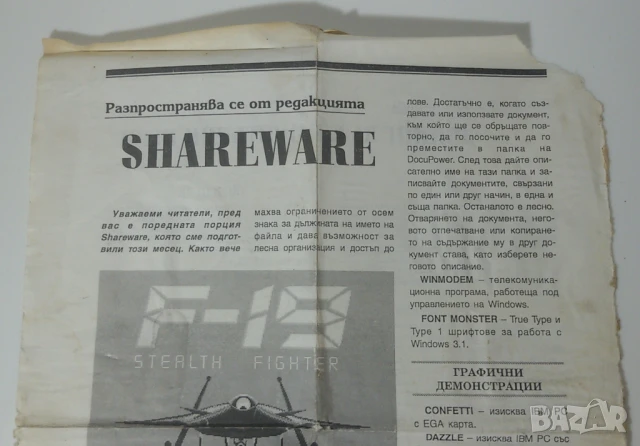 Разпространява се от редакцията
SHAREWARE
Уважаеми читатели, пред
вас е поредната порция
Shareware, която сме подгот-
вили този месец. Както вече
махва ограничението от осем
знака за дължината на името на
файла и дава възможност за
лесна организация и достъп до
F-19
STEALTH FIGHTER
лове. Достатъчно е, когато съз-
давате или използвате документ,
към който ще се обръщате пов-
торно, да го посочите и да го
преместите в папка на
DocuPower. След това дайте опи-
сателно име на тази папка и за-
писвайте документите, свързани
по един или друг начин, в една и
съща папка. Останалото е лесно.
Отварянето на документа, него-
вото отпечатване или копирането
на съдържание му в друг до-
кумент става, като изберете не-
говото описание.
WINMODEM – телекомуника-
ционна програма, работеща под
управлението на Windows.
FONT MONSTER – True Type и
Type 1 шрифтове за работа с
Windows 3.1.
ГРАФИЧНИ
ДЕМОНСТРАЦИИ
CONFETTI – изисква IBM PC
с EGA карта.
DAZZLE – изисква IBM PC със
BAZAR